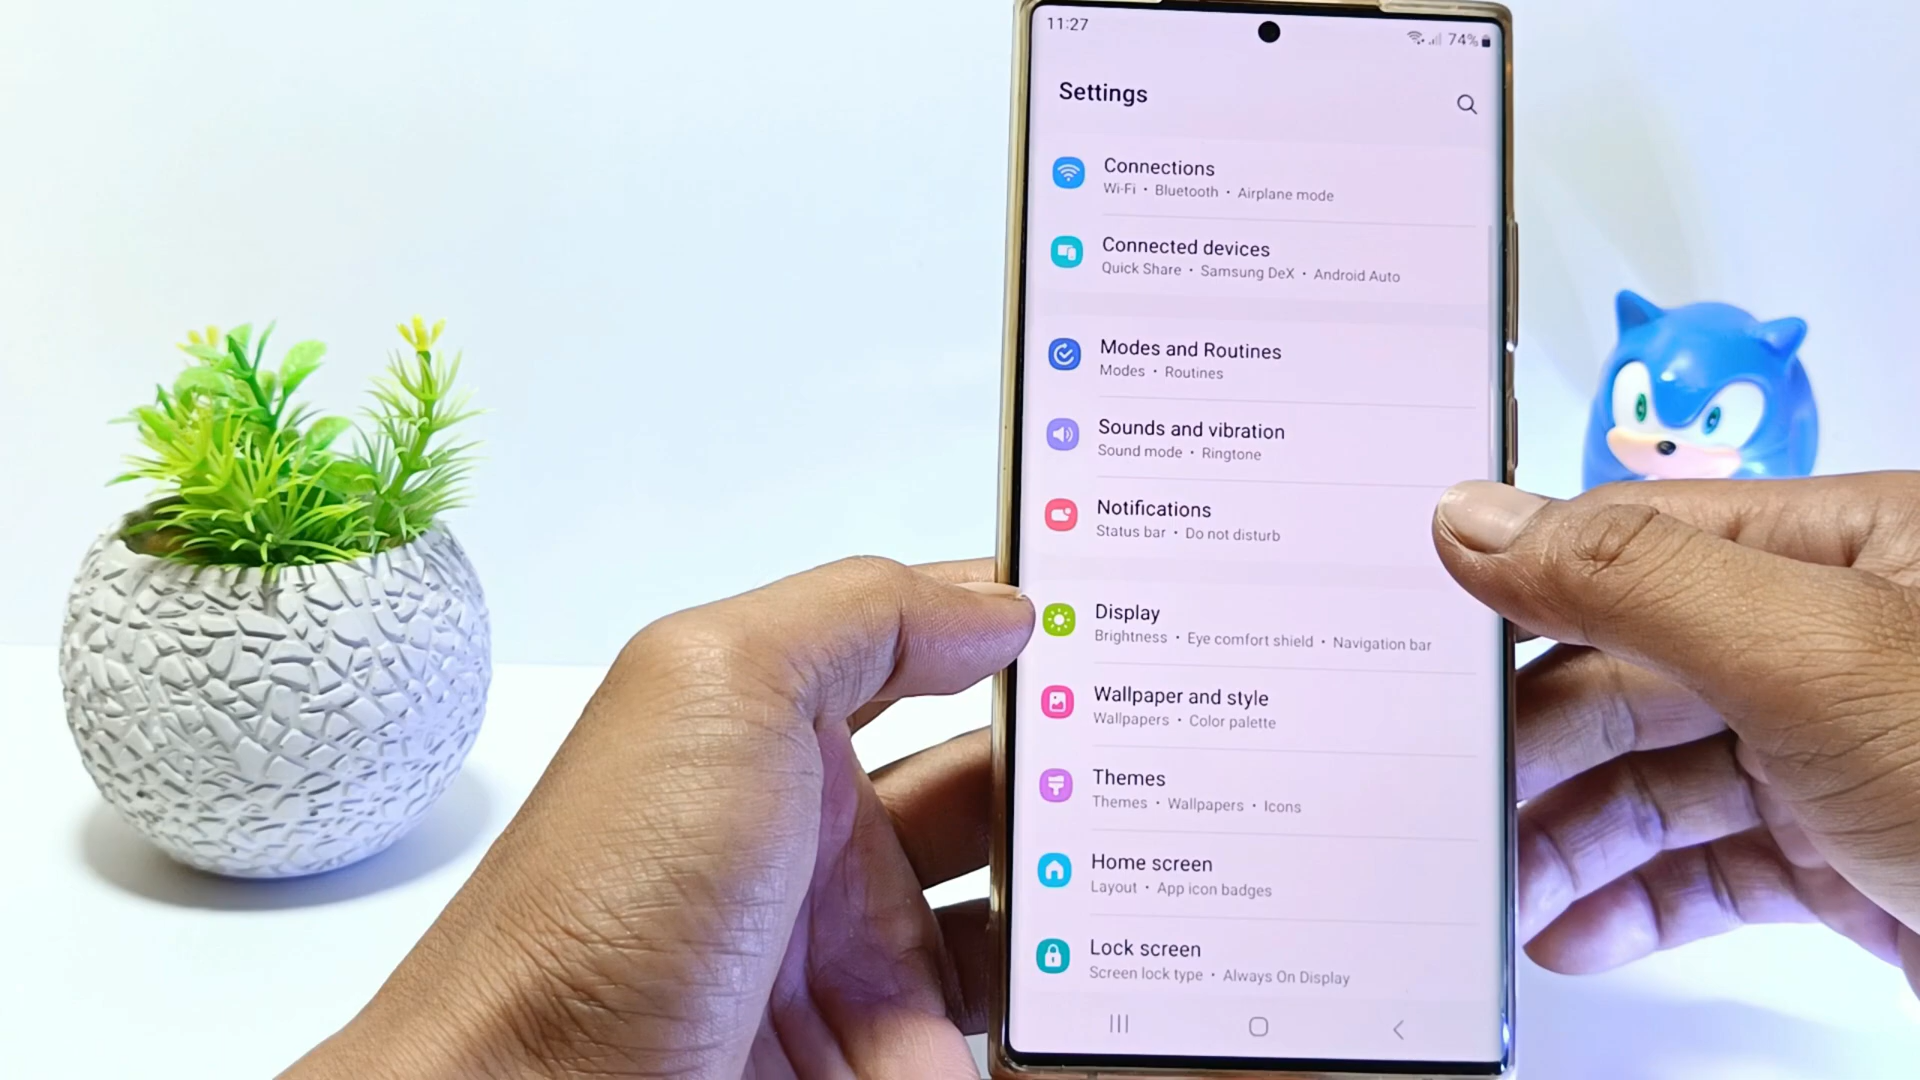 11:27
74%
Settings
Connections
Wi-Fi • Bluetooth • Airplane mode
Connected devices
Quick Share • Samsung DeX • Android Auto
Modes and Routines
Modes • Routines
Sounds and vibration
Sound mode • Ringtone
Notifications
Status bar • Do not disturb
Display
Brightness • Eye comfort shield • Navigation bar
Wallpaper and style
Wallpapers • Color palette
Themes
Themes • Wallpapers • Icons
Home screen
Layout • App icon badges
Lock screen
Screen lock type • Always On Display